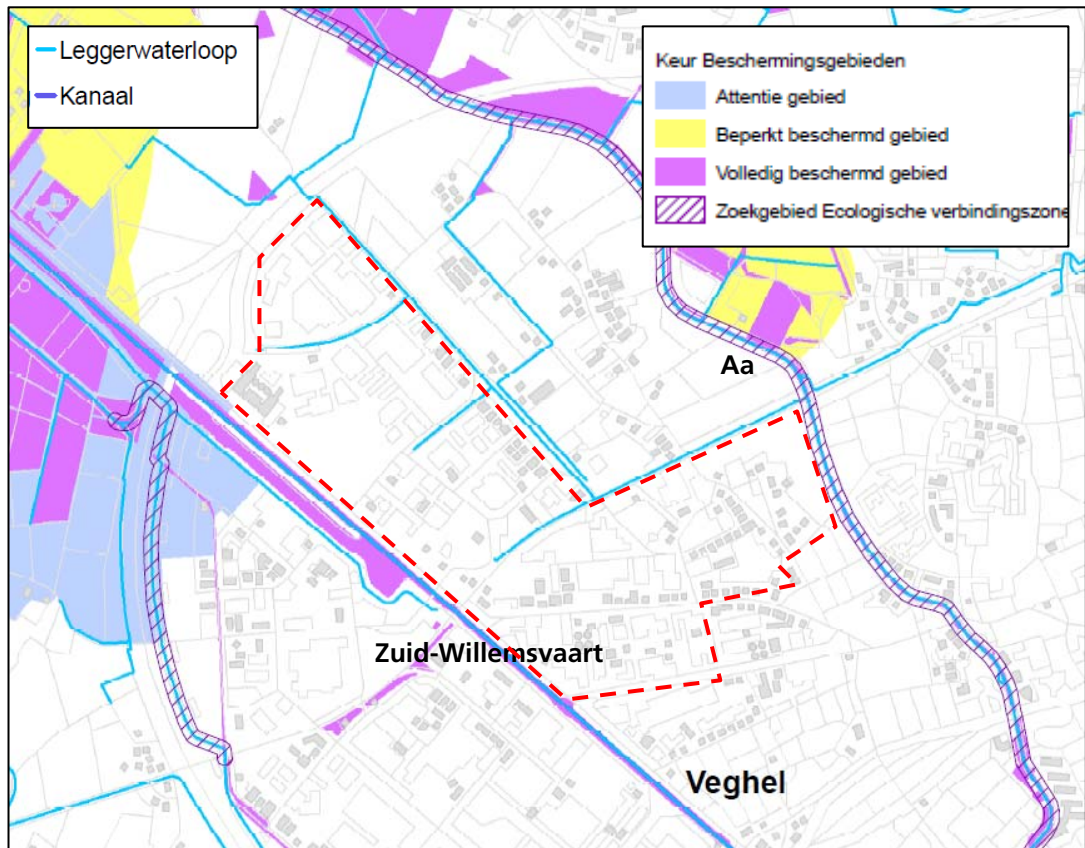 Leggerwaterloop
Kanaal
Keur Beschermingsgebieden
Attentie gebied
Beperkt beschermd gebied
Volledig beschermd gebied
Zoekgebied Ecologische verbindingszone
Aa
Zuid-Willemsvaart
Veghel